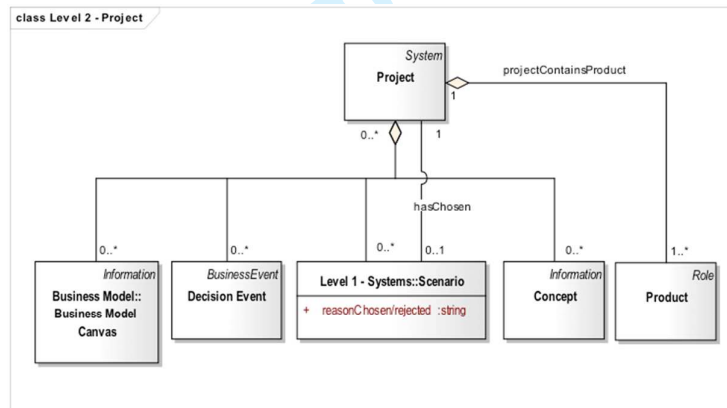 class Level 2 - Project
System
Project
projectContainsProduct
1
0..*
1
hasChosen
0..*
0..*
0..*
0..1
0..*
1..*
Information
Business Model::
Business Model
Canvas
BusinessEvent
Decision Event
Level 1 - Systems::Scenario
+ reasonChosen/rejected :string
Information
Concept
Role
Product